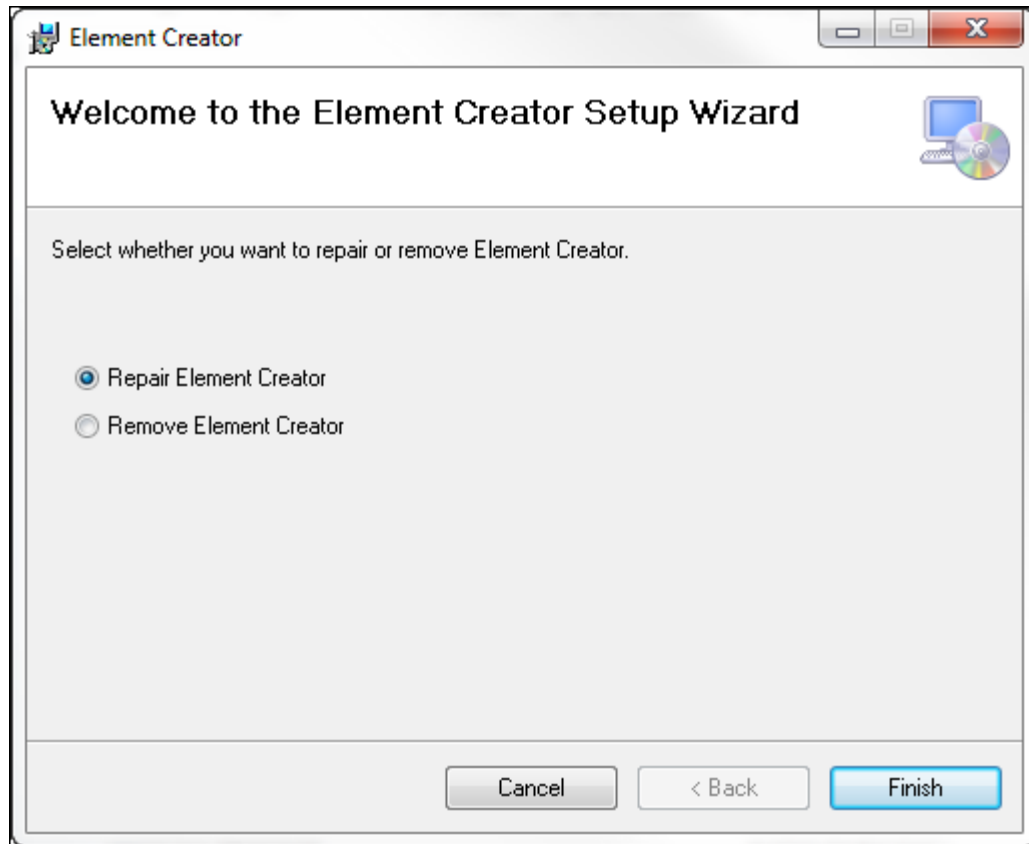 Element Creator
Welcome to the Element Creator Setup Wizard
Select whether you want to repair or remove Element Creator.
Repair Element Creator
Remove Element Creator
Cancel
< Back
Finish